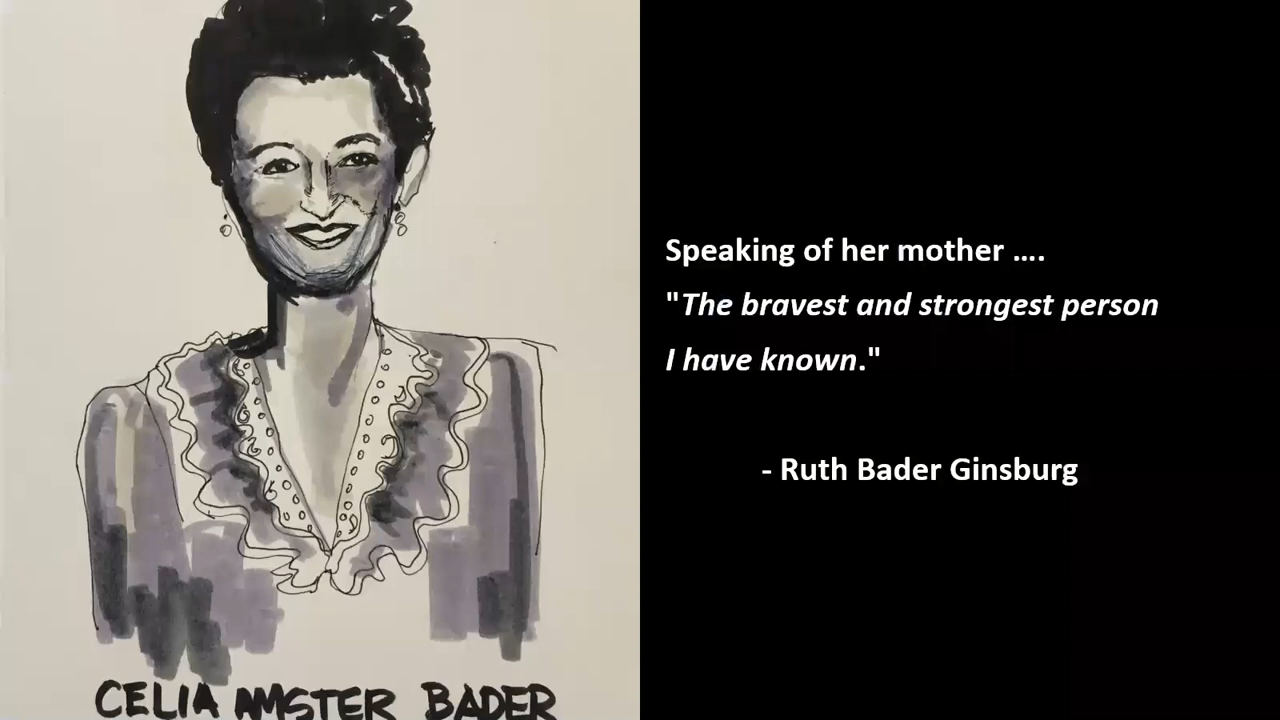 Speaking of her mother ....
"The bravest and strongest person
I have known."
- Ruth Bader Ginsburg
CELIA AMSTER BADER